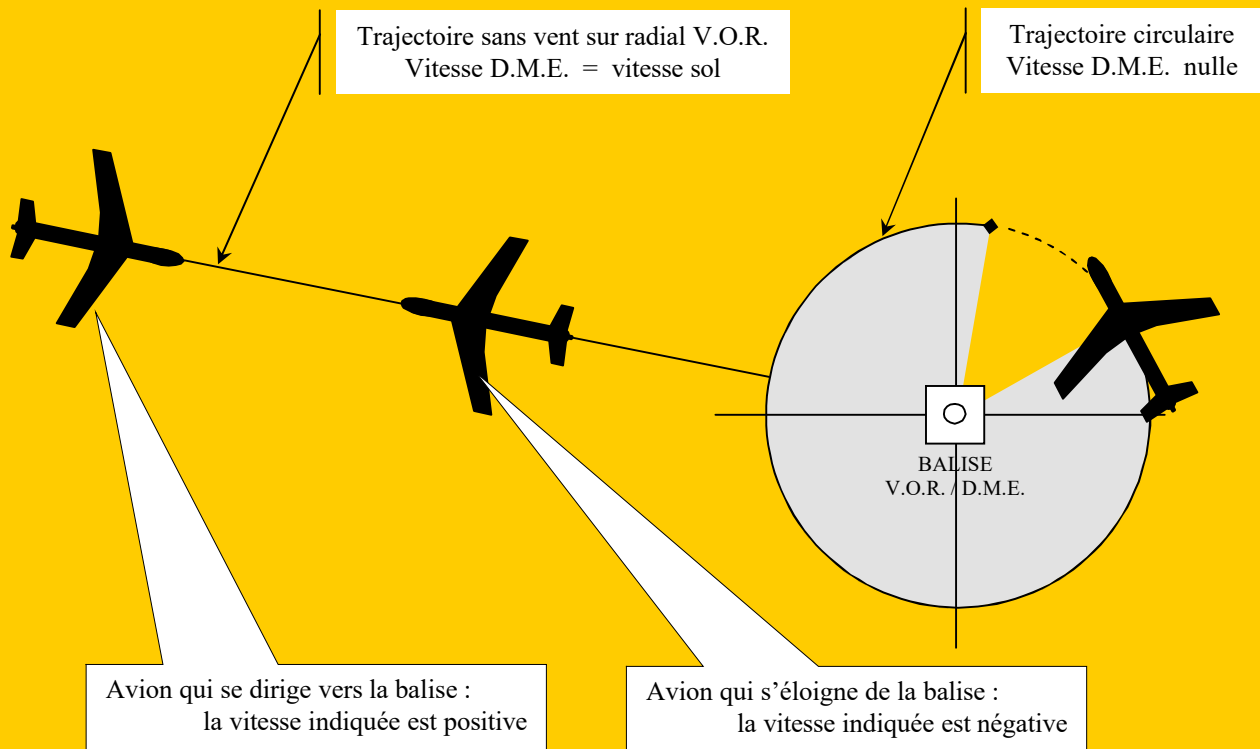 Trajectoire sans vent sur radial V.O.R.
Vitesse D.M.E. = vitesse sol
Trajectoire circulaire
Vitesse D.M.E. nulle
BALISE
V.O.R. / D.M.E.
Avion qui se dirige vers la balise :
la vitesse indiquée est positive
Avion qui s’éloigne de la balise :
la vitesse indiquée est négative